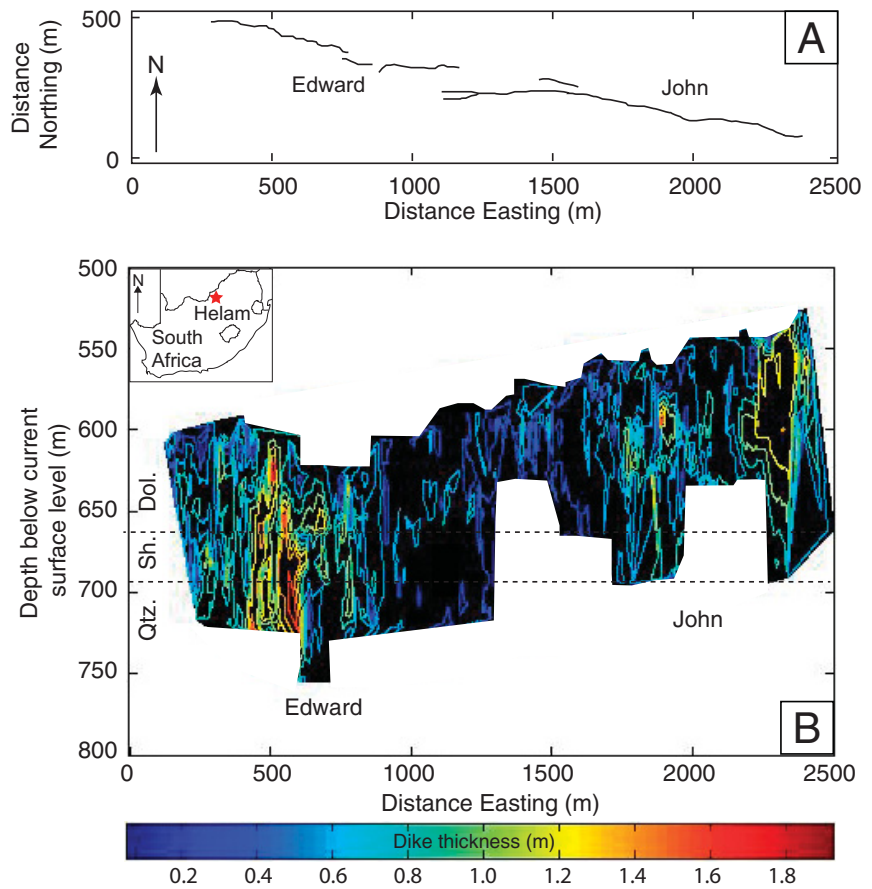 500
A
Distance
Northing (m)
N
Edward
John
0
0
500
1000
1500
2000
2500
Distance Easting (m)
500
N
Helam
South
Africa
550
600
650
700
750
800
Depth below current
surface level (m)
Dol.
Sh.
Qtz.
John
Edward
B
0
500
1000
1500
2000
2500
Distance Easting (m)
Dike thickness (m)
0.2
0.4
0.6
0.8
1.0
1.2
1.4
1.6
1.8